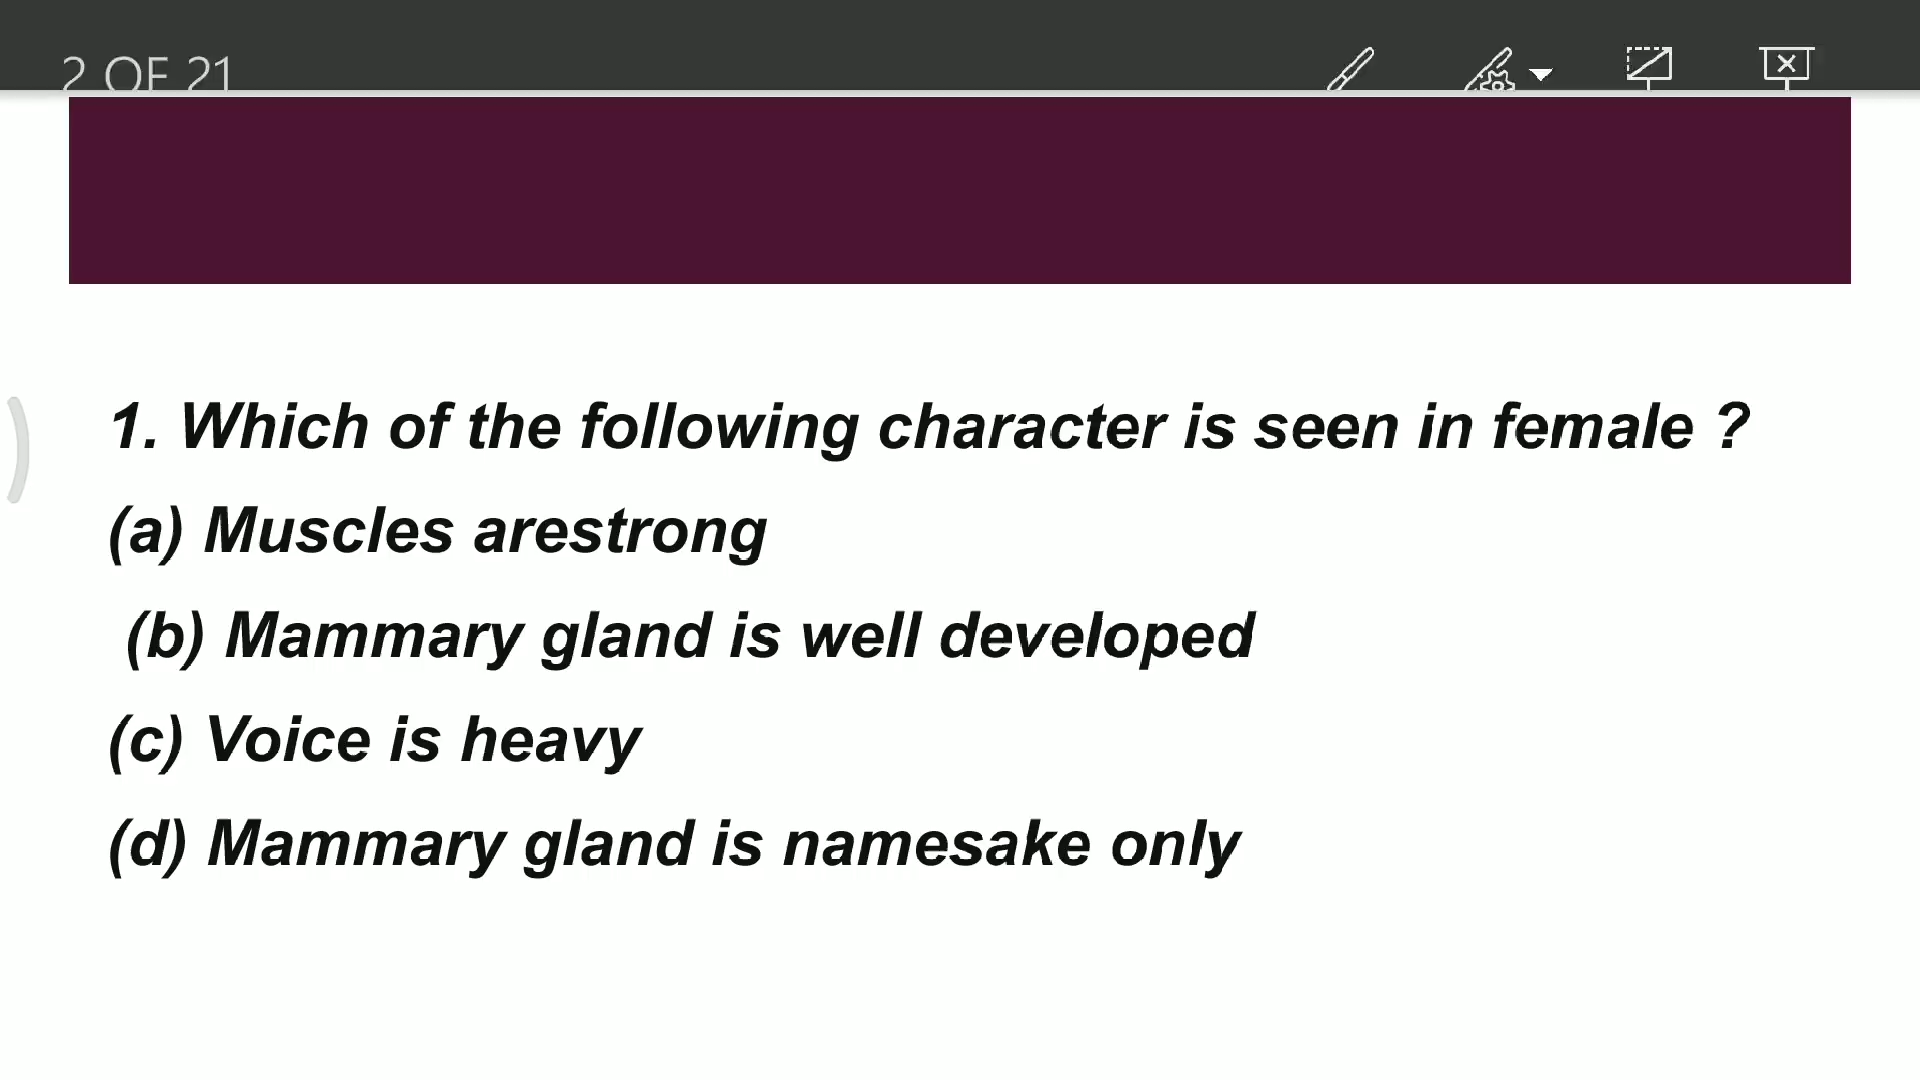 2 OF 21
1. Which of the following character is seen in female ?
(a) Muscles arestrong
(b) Mammary gland is well developed
(c) Voice is heavy
(d) Mammary gland is namesake only